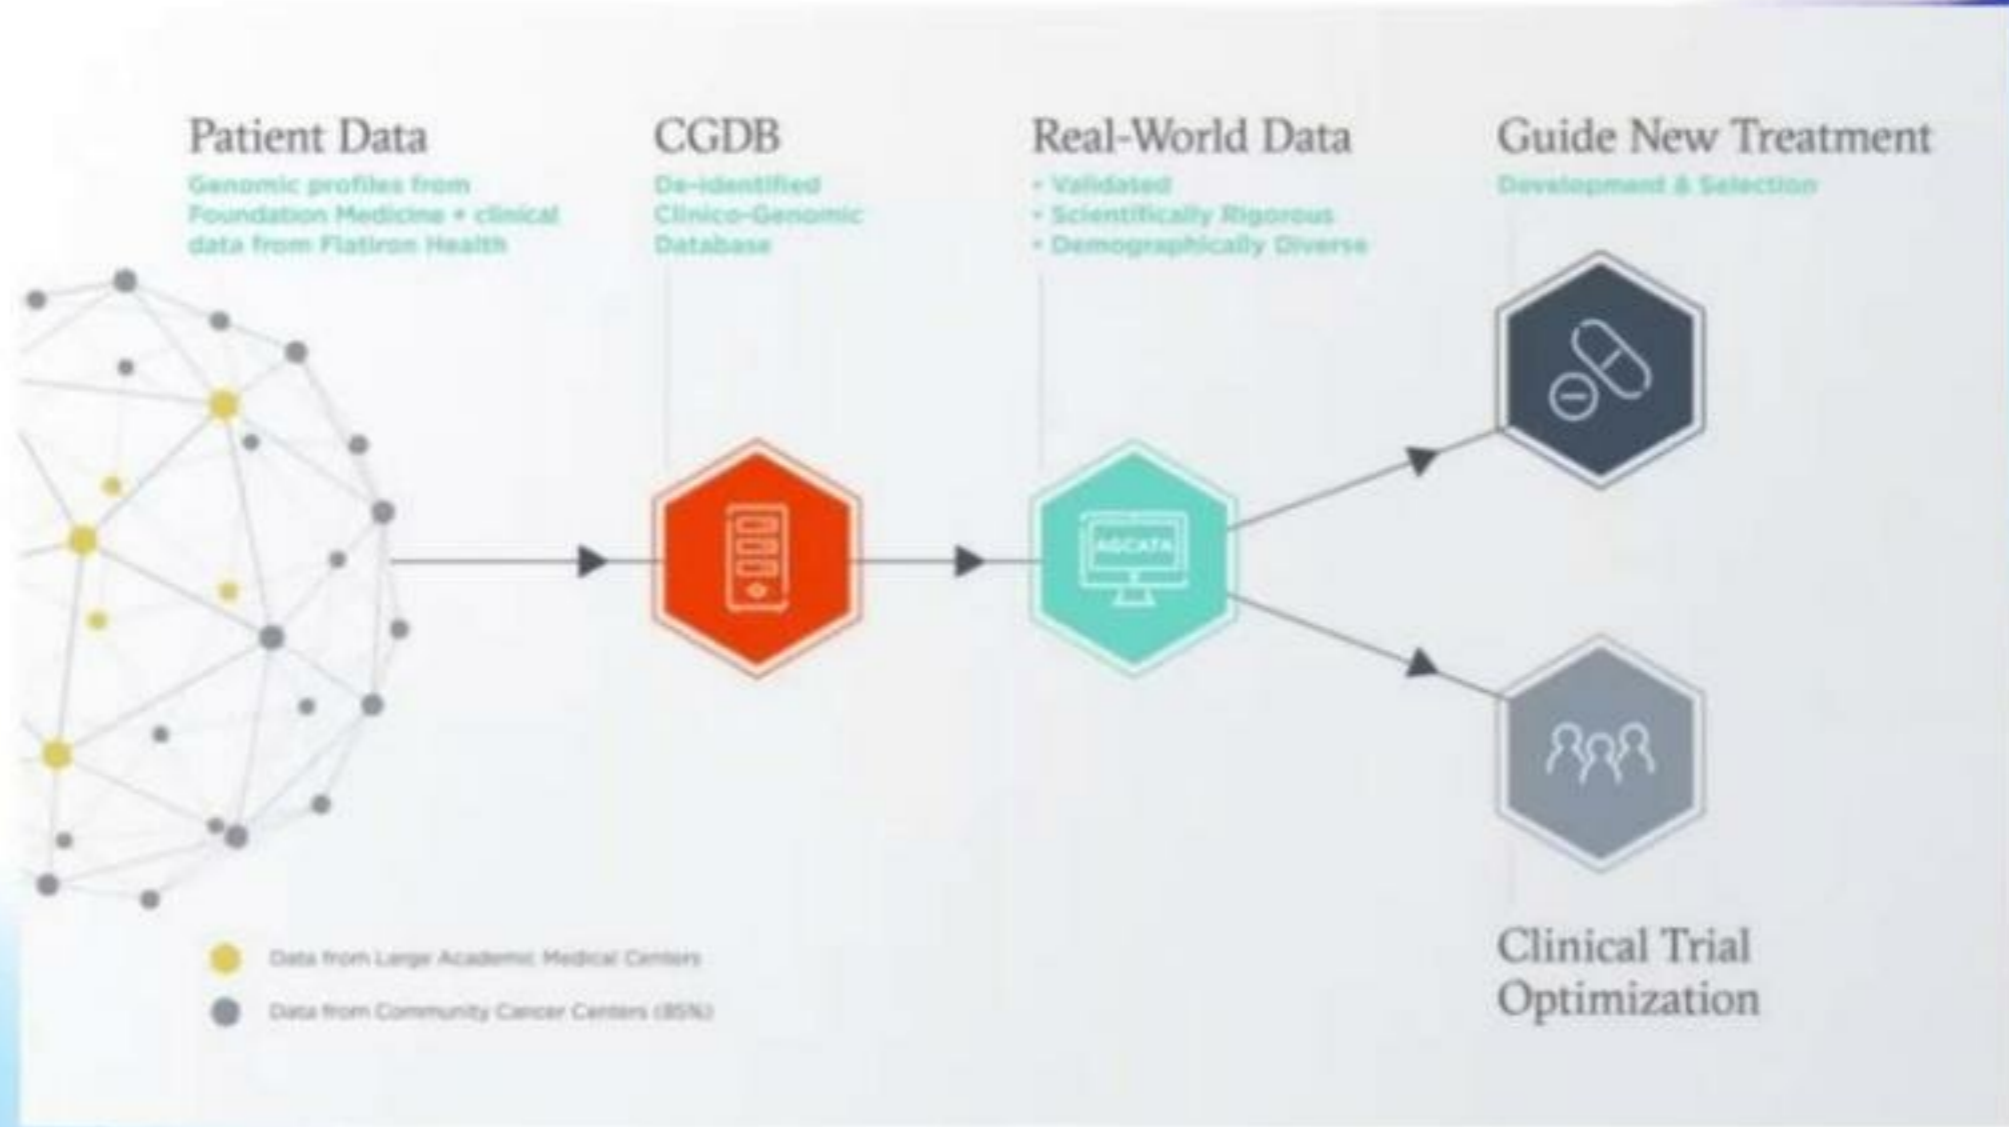 Patient Data
Genomic profiles from
Foundation Medicine + clinical
data from Flatiron Health
CGDB
De-identified
Clinico-Genomic
Database
Real-World Data
• Validated
• Scientifically Rigorous
• Demographically Diverse
Guide New Treatment
Development & Selection
AGCATA
Data from Large Academic Medical Centers
Data from Community Cancer Centers (85%)
Clinical Trial
Optimization